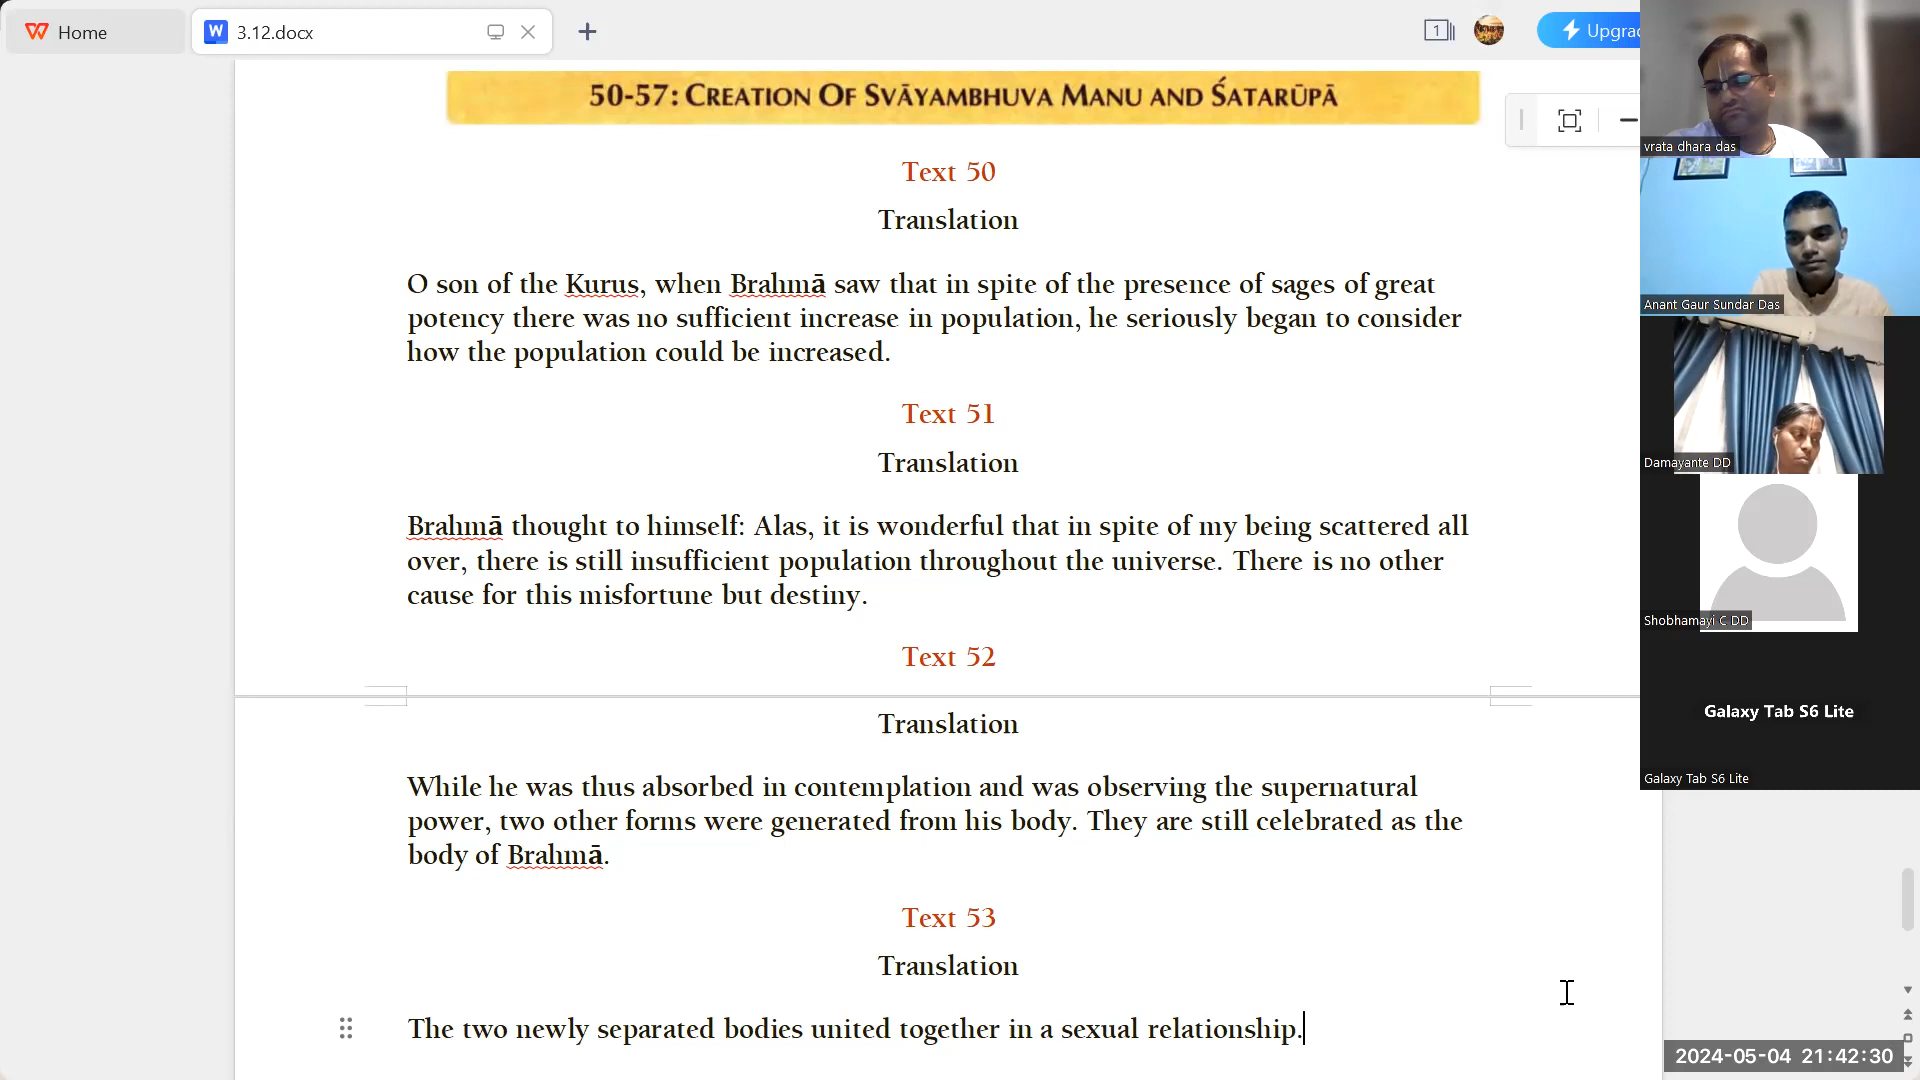 Home
3.12.docx
1
Upgrad
50-57: CREATION OF SVĀYAMBHUVA MANU AND ŚATARŪPĀ
Text 50
Translation
O son of the Kurus, when Brahmā saw that in spite of the presence of sages of great
potency there was no sufficient increase in population, he seriously began to consider
how the population could be increased.
Text 51
Translation
Brahmā thought to himself: Alas, it is wonderful that in spite of my being scattered all
over, there is still insufficient population throughout the universe. There is no other
cause for this misfortune but destiny.
Text 52
Translation
While he was thus absorbed in contemplation and was observing the supernatural
power, two other forms were generated from his body. They are still celebrated as the
body of Brahmā.
Text 53
Translation
The two newly separated bodies united together in a sexual relationship.
vrata dhara das
Anant Gaur Sundar Das
Damayante DD
Shobhamayi C DD
Galaxy Tab S6 Lite
Galaxy Tab S6 Lite
2024-05-04 21:42:30